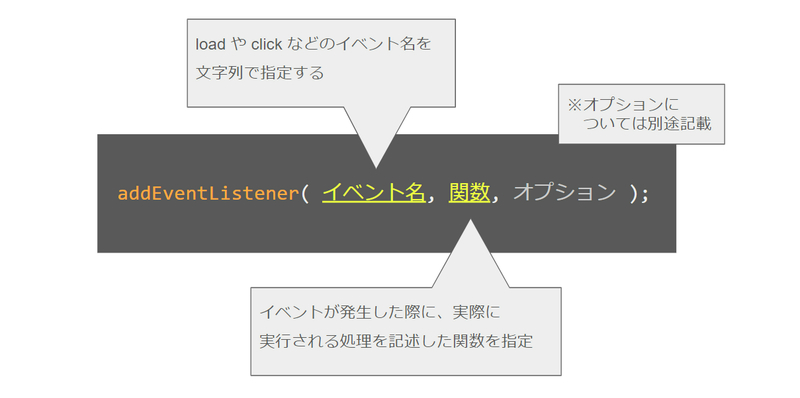 load や click などのイベント名を
文字列で指定する
※オプションに
ついては別途記載
addEventListener( イベント名, 関数, オプション );
イベントが発生した際に、実際に
実行される処理を記述した関数を指定